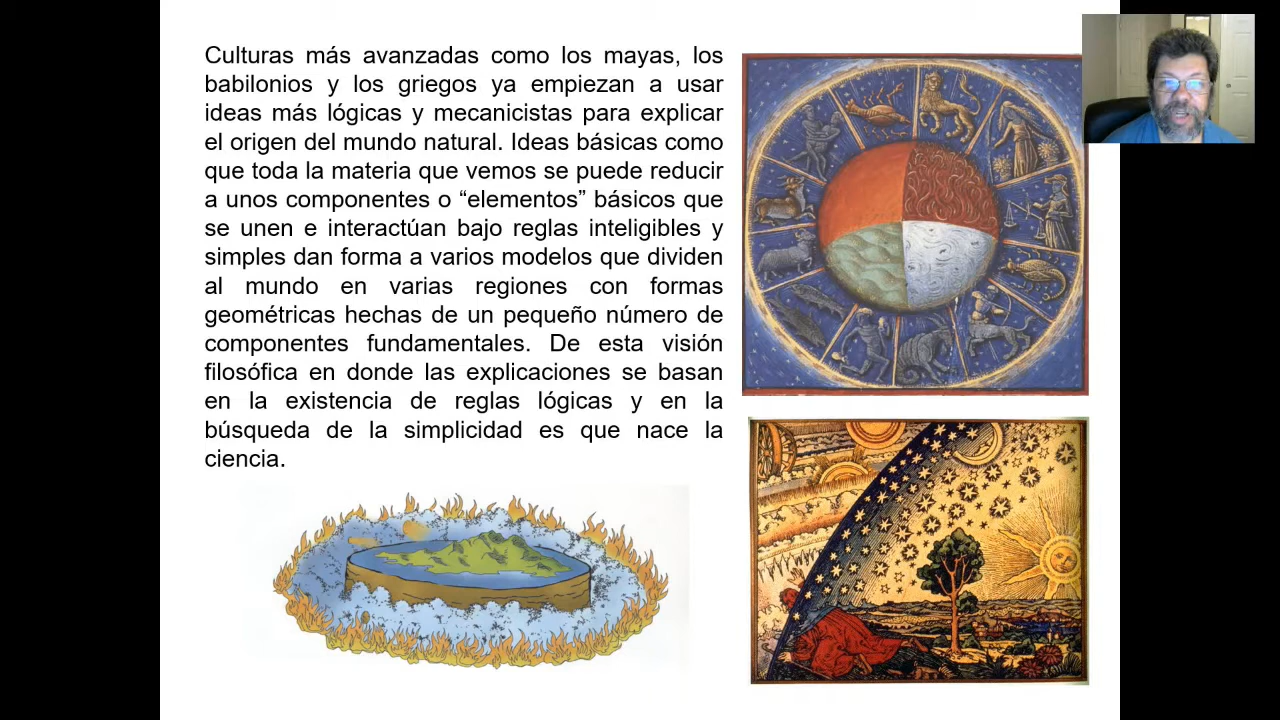 Culturas más avanzadas como los mayas, los
babilonios y los griegos ya empiezan a usar
ideas más lógicas y mecanicistas para explicar
el origen del mundo natural. Ideas básicas como
que toda la materia que vemos se puede reducir
a unos componentes o “elementos” básicos que
se unen e interactúan bajo reglas inteligibles y
simples dan forma a varios modelos que dividen
al mundo en varias regiones con formas
geométricas hechas de un pequeño número de
componentes fundamentales. De esta visión
filosófica en donde las explicaciones se basan
en la existencia de reglas lógicas y en la
búsqueda de la simplicidad es que nace la
ciencia.